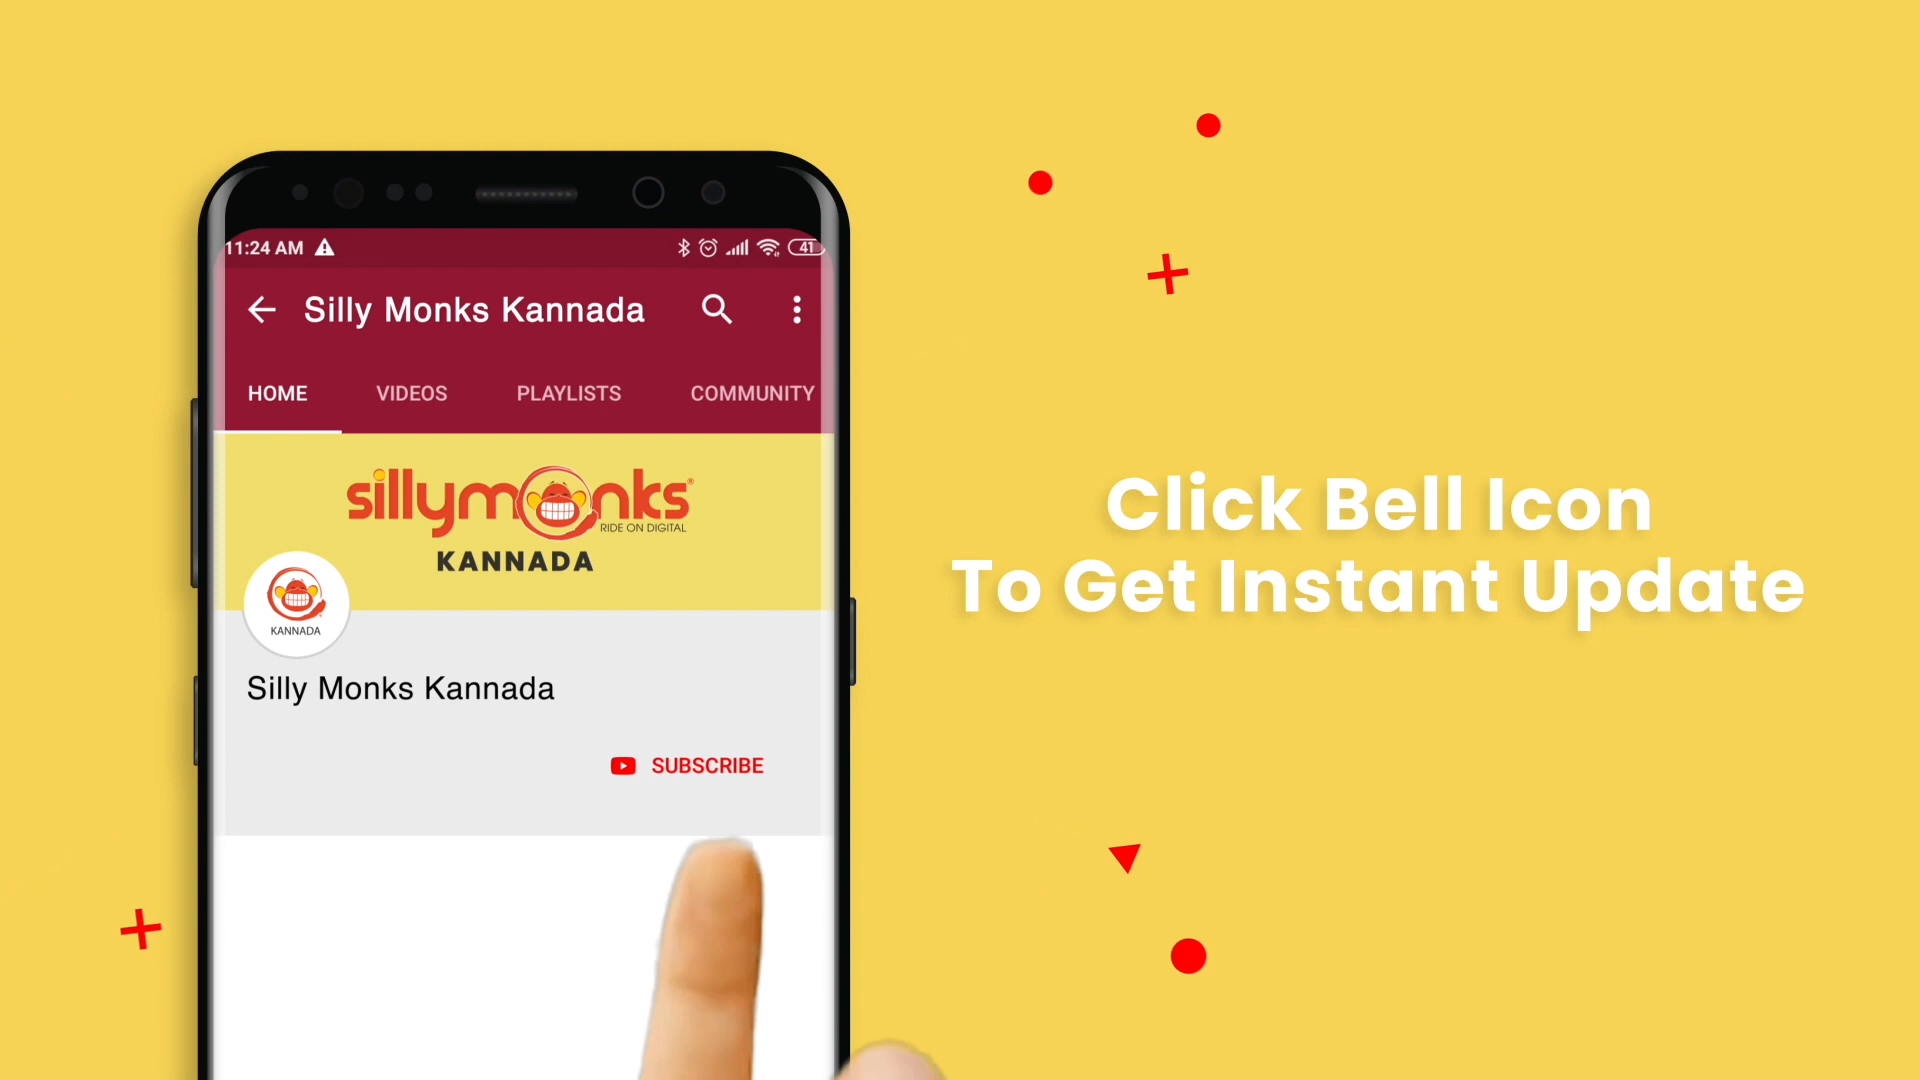 11:24 AM
41
Silly Monks Kannada
HOME VIDEOS PLAYLISTS COMMUNITY
sillymonks®
RIDE ON DIGITAL
KANNADA
KANNADA
Silly Monks Kannada
SUBSCRIBE
Click Bell Icon
To Get Instant Update